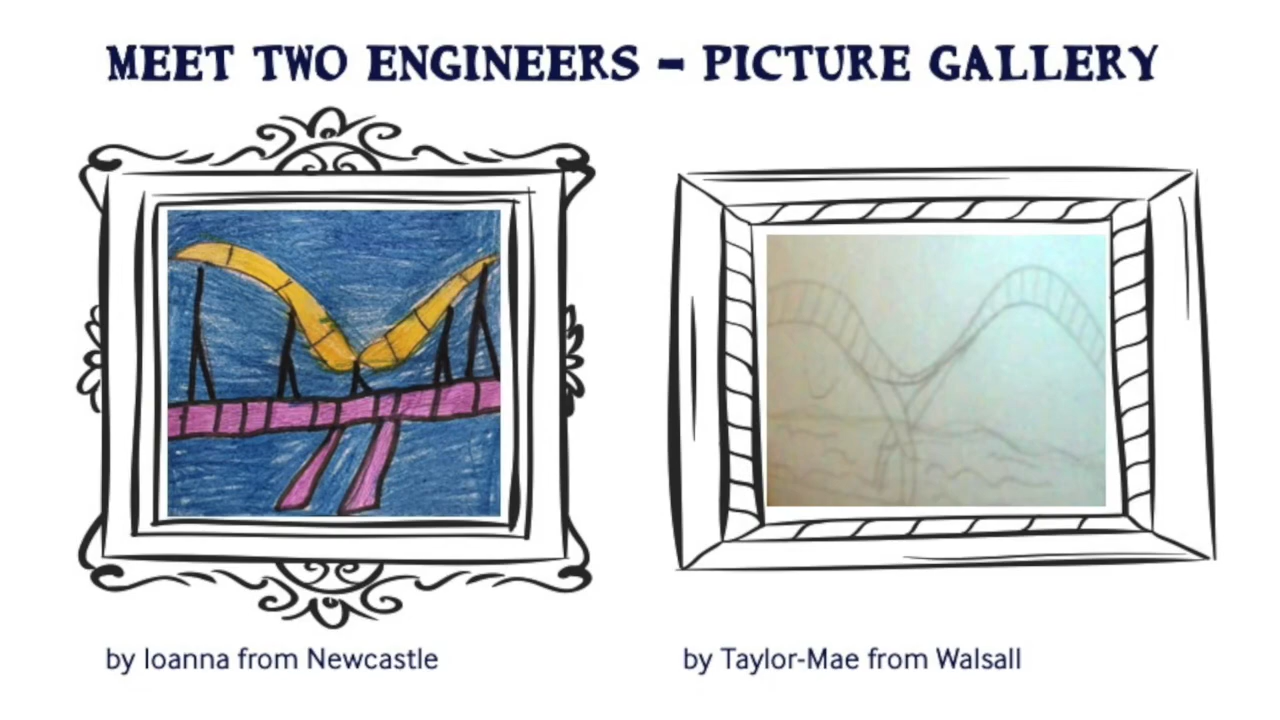 MEET TWO ENGINEERS – PICTURE GALLERY
by Ioanna from Newcastle
by Taylor-Mae from Walsall